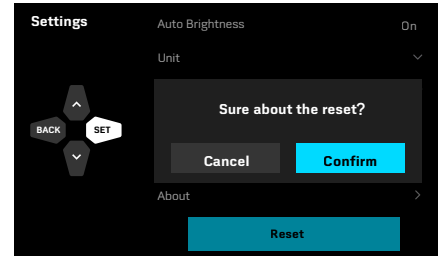 Settings
Auto Brightness On
Unit
Sure about the reset?
BACK SET
Cancel Confirm
About
Reset